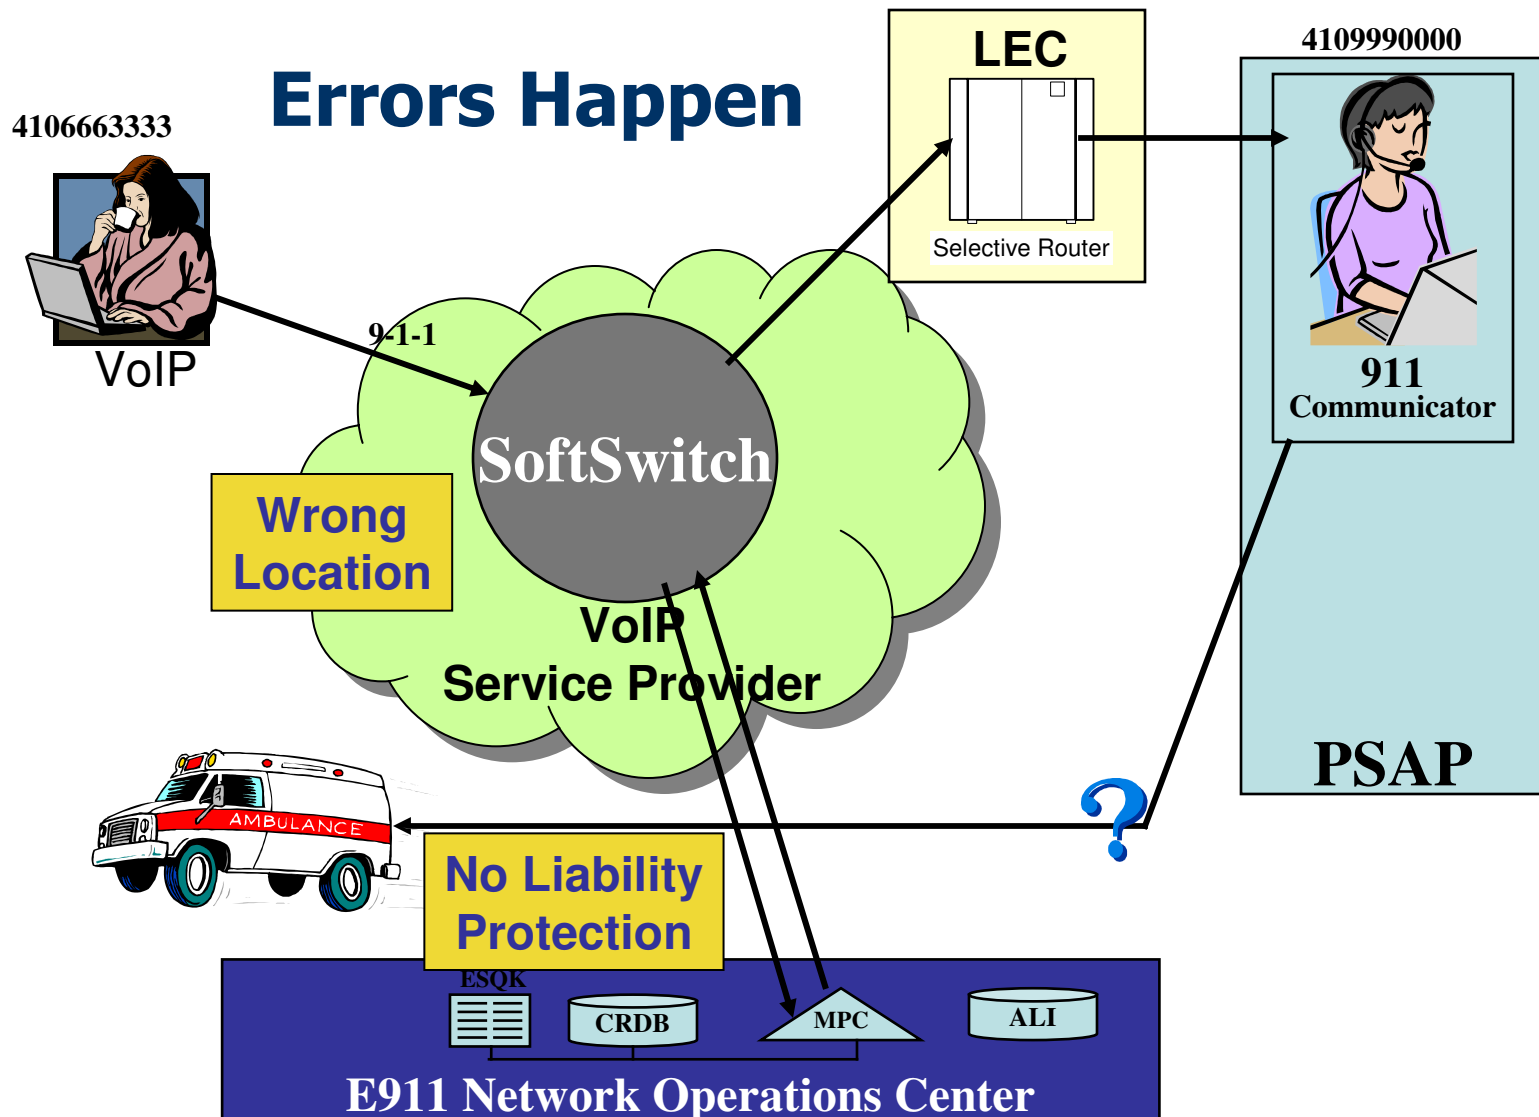 Errors Happen
LEC
4109990000
4106663333
Selective Router
9-1-1
VoIP
911
Communicator
SoftSwitch
Wrong
Location
VoIP
Service Provider
PSAP
AMBULANCE
?
No Liability
Protection
ESQK
CRDB
MPC
ALI
E911 Network Operations Center